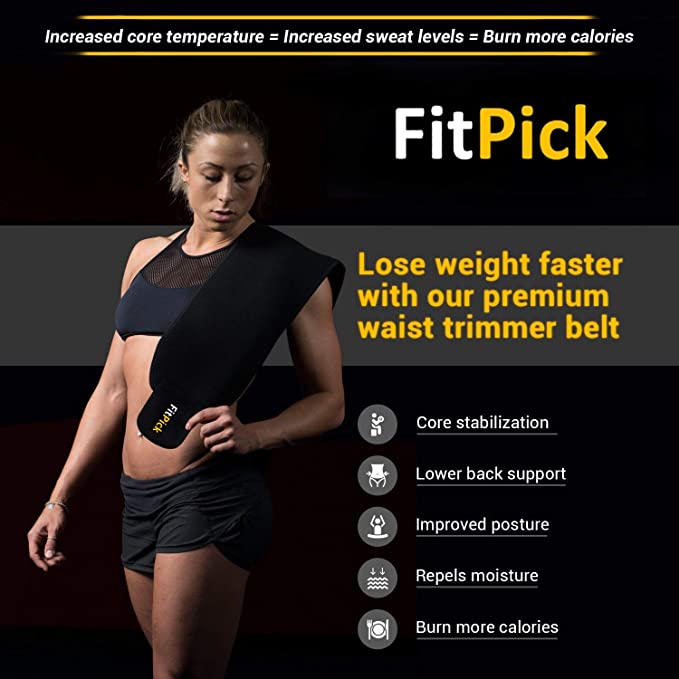 Increased core temperature = Increased sweat levels = Burn more calories
FitPick
Lose weight faster
with our premium
waist trimmer belt
FitPick
Core stabilization
Lower back support
Improved posture
Repels moisture
Burn more calories